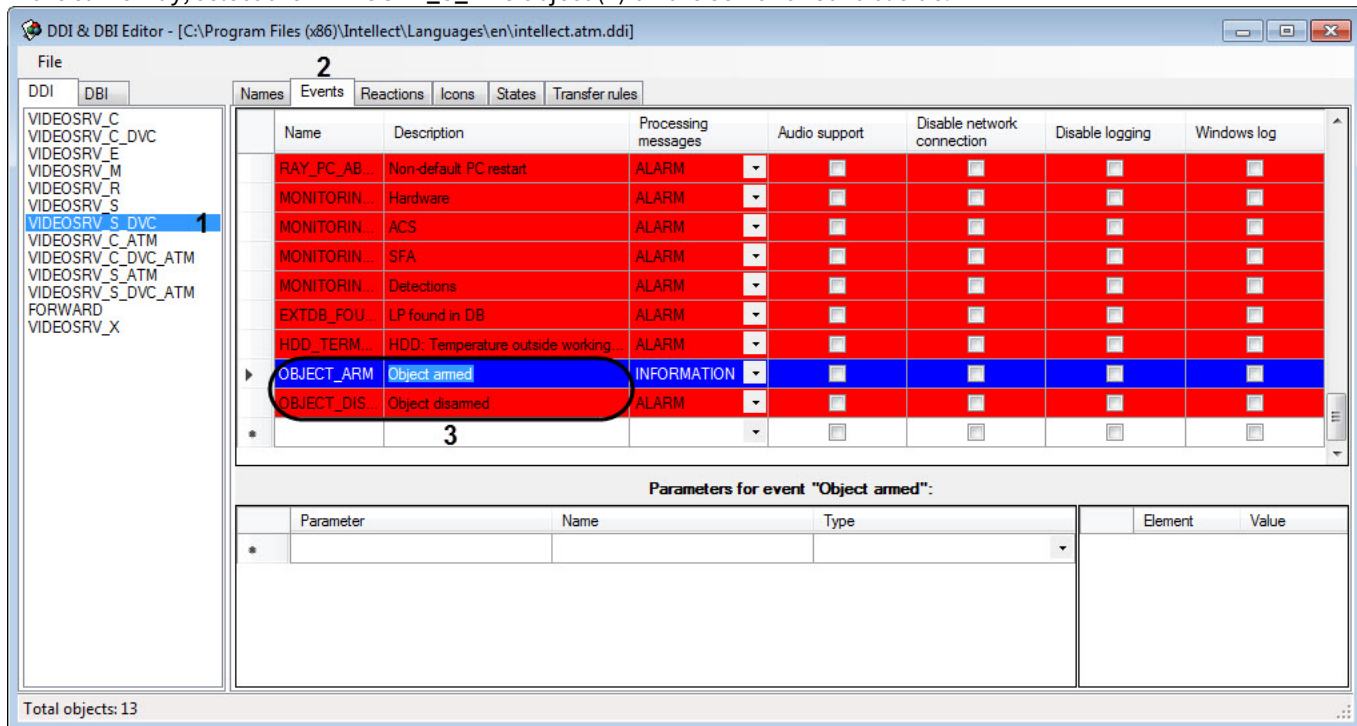 DDI & DBI Editor - [C:\Program Files (x86)\Intellect\Languages\en\intellect.atm.ddi]
File
2
DDI DBI
Names Events Reactions Icons States Transfer rules
VIDEOSRV_C
VIDEOSRV_C_DVC
VIDEOSRV_E
VIDEOSRV_M
VIDEOSRV_R
VIDEOSRV_S
VIDEOSRV_S_DVC 1
VIDEOSRV_C_ATM
VIDEOSRV_C_DVC_ATM
VIDEOSRV_S_ATM
VIDEOSRV_S_DVC_ATM
FORWARD
VIDEOSRV_X
Name Description Processing messages Audio support Disable network connection Disable logging Windows log
RAY_PC_AB... Non-default PC restart ALARM
MONITORIN... Hardware ALARM
MONITORIN... ACS ALARM
MONITORIN... SFA ALARM
MONITORIN... Detections ALARM
EXTDB_FOU... LP found in DB ALARM
HDD_TERM... HDD: Temperature outside working... ALARM
OBJECT_ARM Object armed INFORMATION
OBJECT_DIS... Object disarmed ALARM
3
Parameters for event "Object armed":
Parameter Name Type Element Value
Total objects: 13